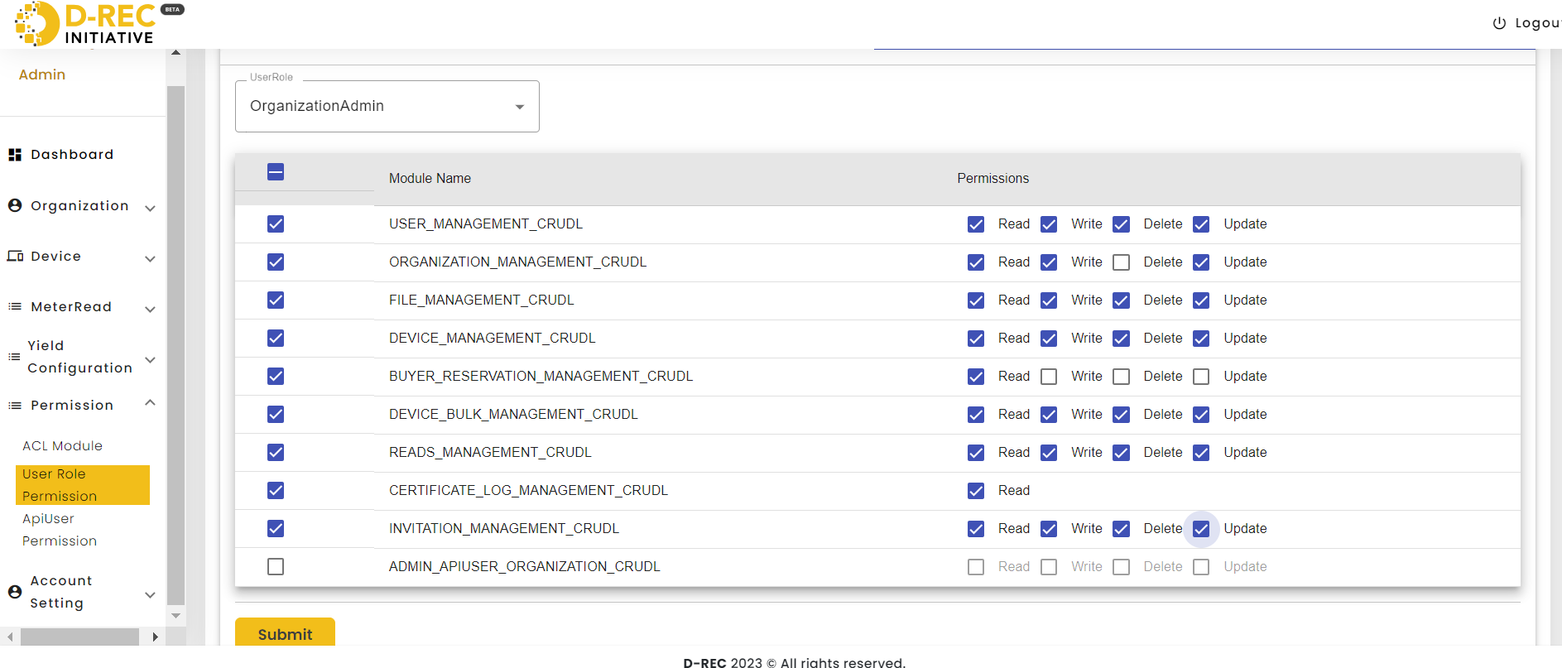 D-REC BETA
INITIATIVE
Logou
Admin
Dashboard
Organization
Device
MeterRead
Yield
Configuration
Permission
ACL Module
User Role
Permission
ApiUser
Permission
Account
Setting
UserRole
OrganizationAdmin
Module Name Permissions
USER_MANAGEMENT_CRUDL Read Write Delete Update
ORGANIZATION_MANAGEMENT_CRUDL Read Write Delete Update
FILE_MANAGEMENT_CRUDL Read Write Delete Update
DEVICE_MANAGEMENT_CRUDL Read Write Delete Update
BUYER_RESERVATION_MANAGEMENT_CRUDL Read Write Delete Update
DEVICE_BULK_MANAGEMENT_CRUDL Read Write Delete Update
READS_MANAGEMENT_CRUDL Read Write Delete Update
CERTIFICATE_LOG_MANAGEMENT_CRUDL Read
INVITATION_MANAGEMENT_CRUDL Read Write Delete Update
ADMIN_APIUSER_ORGANIZATION_CRUDL Read Write Delete Update
Submit
D-REC 2023 © All rights reserved.